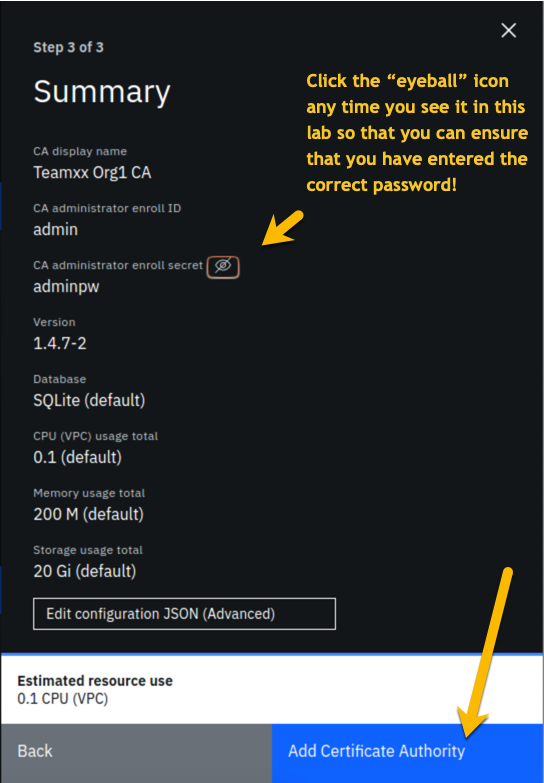 Step 3 of 3
Summary
Click the “eyeball” icon
any time you see it in this
lab so that you can ensure
that you have entered the
correct password!
CA display name
Teamxx Org1 CA
CA administrator enroll ID
admin
CA administrator enroll secret
adminpw
Version
1.4.7-2
Database
SQLite (default)
CPU (VPC) usage total
0.1 (default)
Memory usage total
200 M (default)
Storage usage total
20 Gi (default)
Edit configuration JSON (Advanced)
Estimated resource use
0.1 CPU (VPC)
Back
Add Certificate Authority